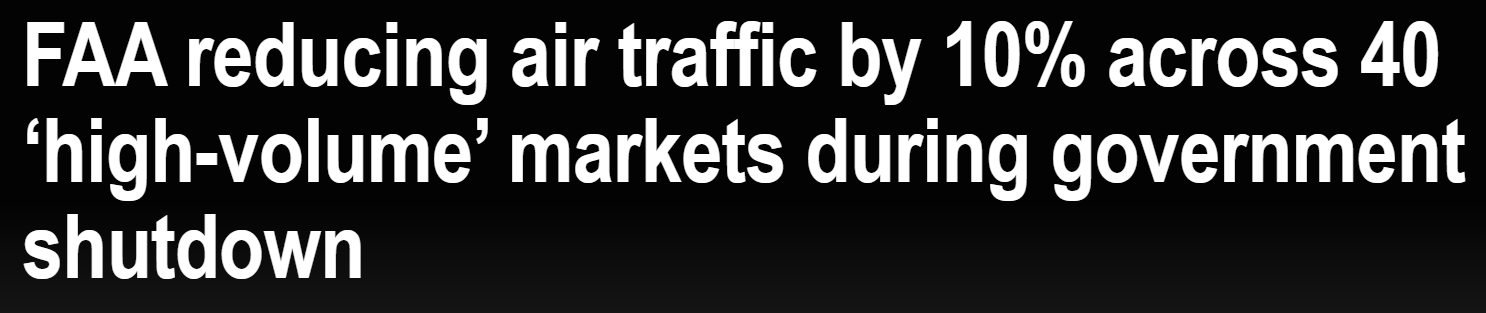 FAA reducing air traffic by 10% across 40
‘high-volume’ markets during government
shutdown